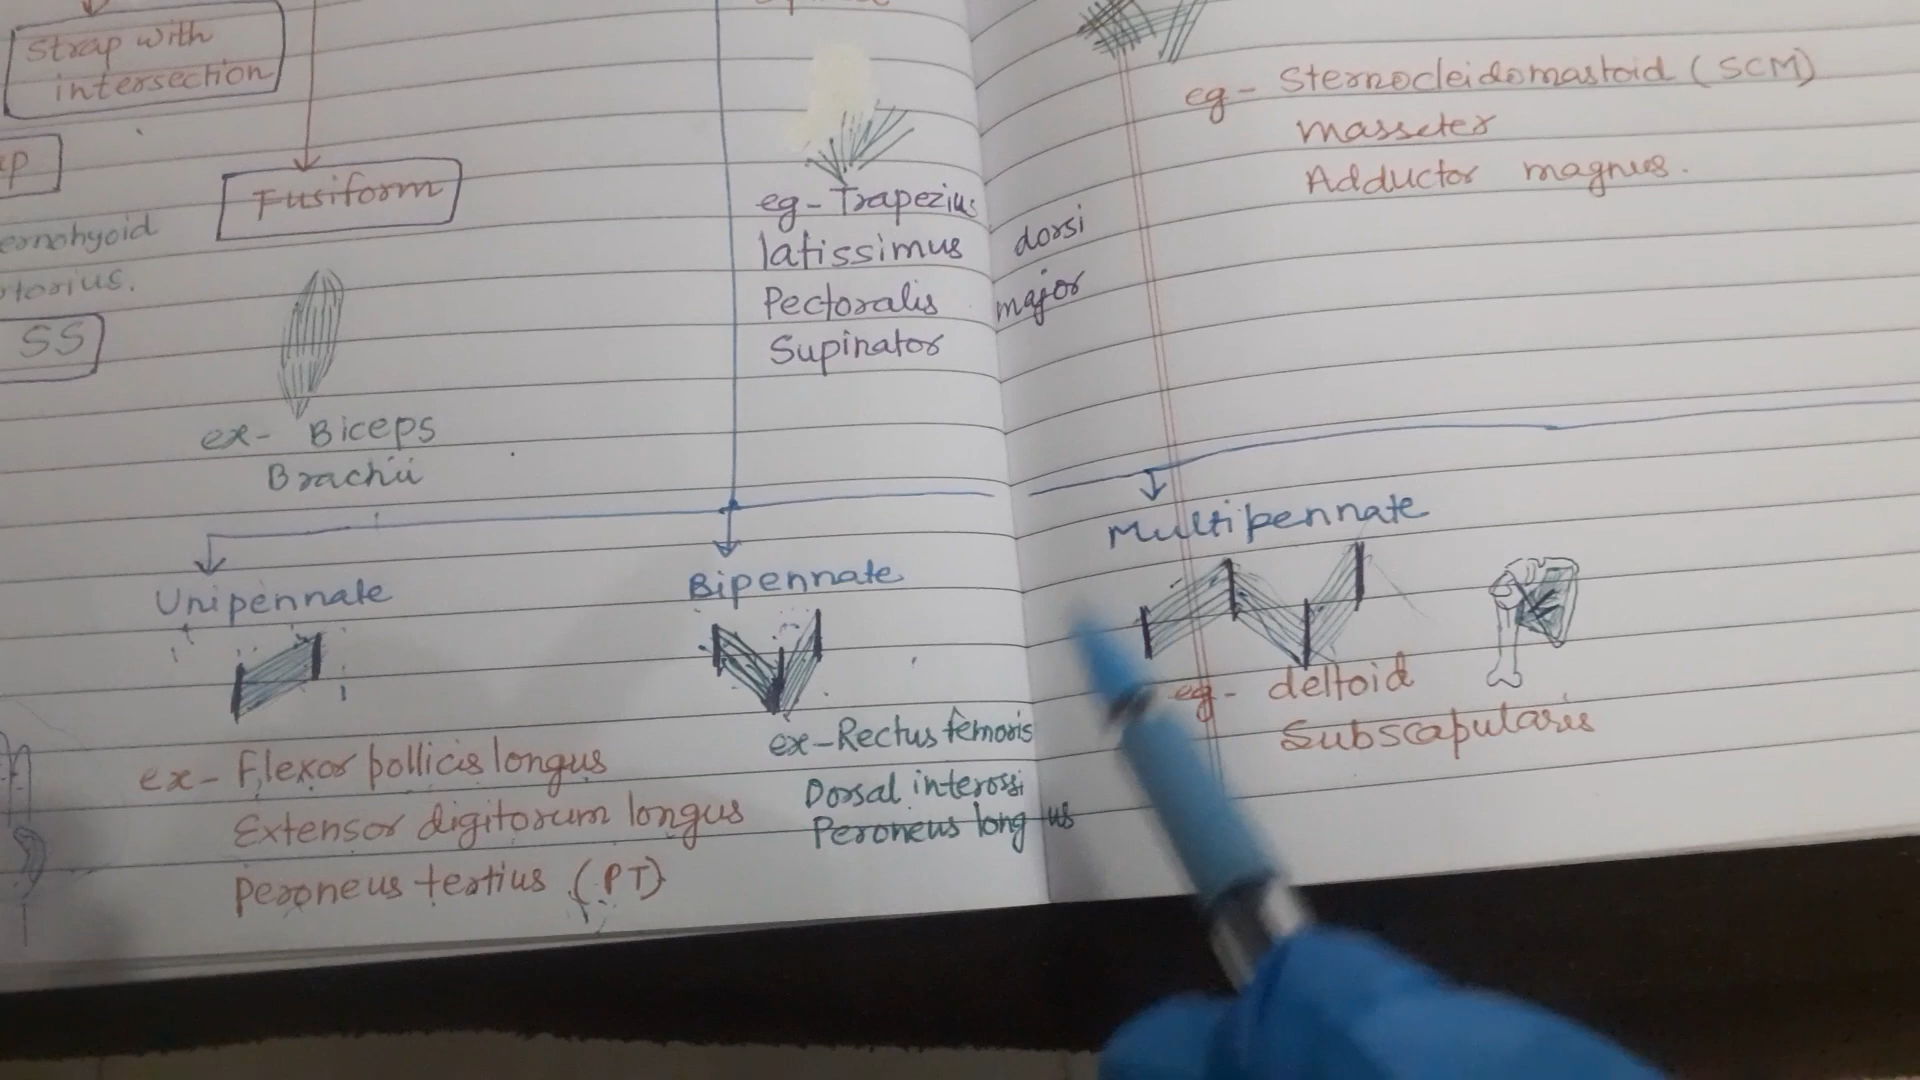 Strap with
intersection
Fusiform
SS
ex- Biceps
Brachii
eg- Trapezius
latissimus dorsi
Pectoralis major
Supinator
eg- Sternocleidomastoid (SCM)
masseter
Adductor magnus.
Unipennate
ex- Flexor pollicis longus
Extensor digitorum longus
Peroneus tertius (PT)
Bipennate
ex-Rectus femoris
Dorsal interossi
Peroneus longus
Multipennate
eg- deltoid
Subscapularis